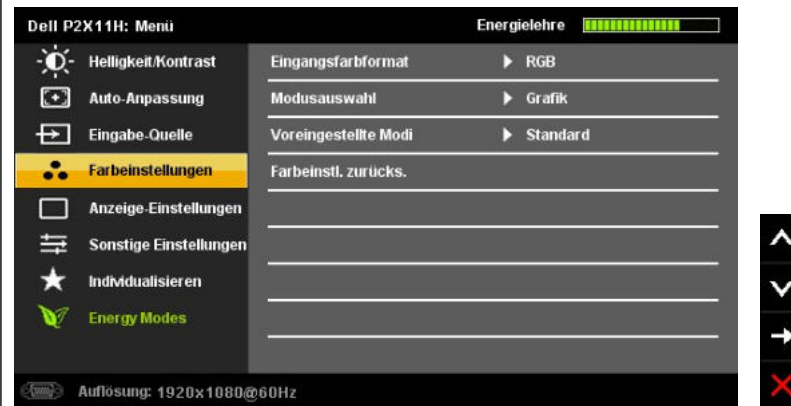 Dell P2X11H: Menü Energielehre
Helligkeit/Kontrast Eingangsfarbformat RGB
Auto-Anpassung Modusauswahl Grafik
Eingabe-Quelle Voreingestellte Modi Standard
Farbeinstellungen Farbeinstl. zurücks.
Anzeige-Einstellungen
Sonstige Einstellungen
Individualisieren
Energy Modes
Auflösung: 1920x1080@60Hz